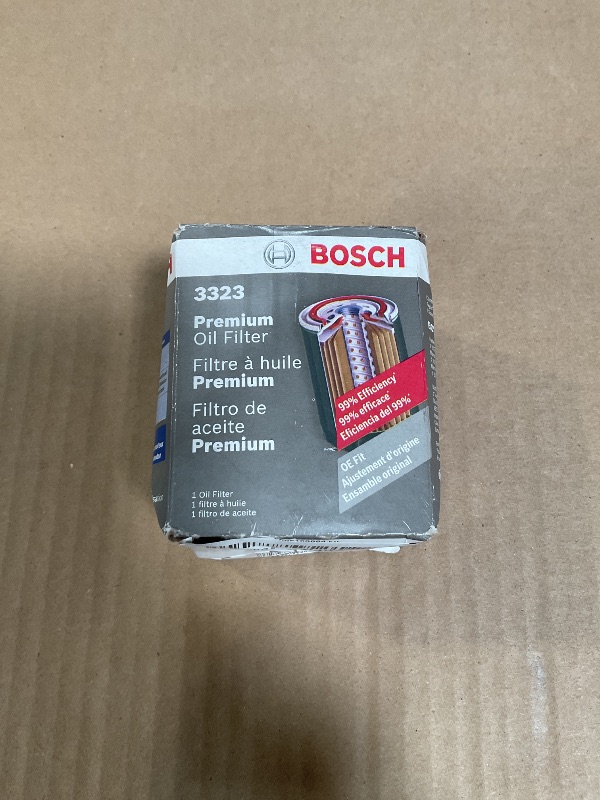 BOSCH
3323
Premium
Oil Filter
Filtre à huile
Premium
Filtro de
aceite
Premium
99% Efficiency*
99% efficace*
Eficiencia del 99%*
OE Fit
Ajustement d'origine
Ensamble original
1 Oil Filter
1 filtre à huile
1 filtro de aceite